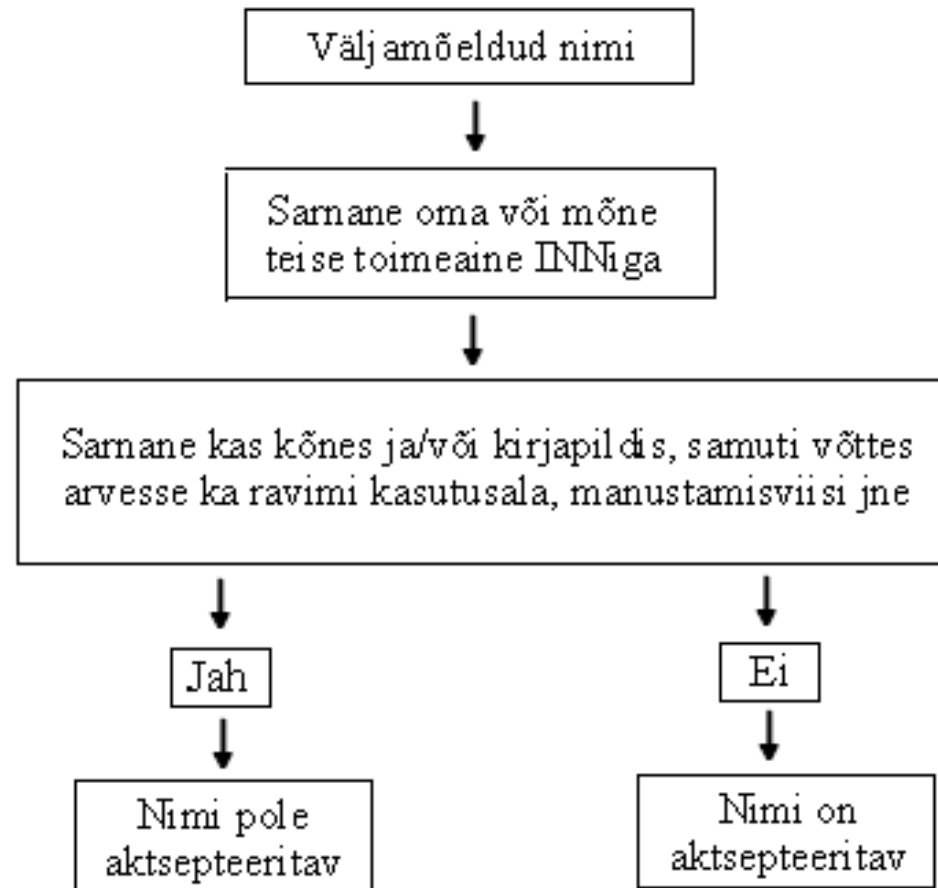 Väljamõeldud nimi
Sarnane oma või mõne
teise toimeaine INNiga
Sarnane kas kõnes ja/või kirjapildis, samuti võttes
arvesse ka ravimi kasutusala, manustamisviisi jne
Jah
Ei
Nimi pole
aktsepteeritav
Nimi on
aktsepteeritav